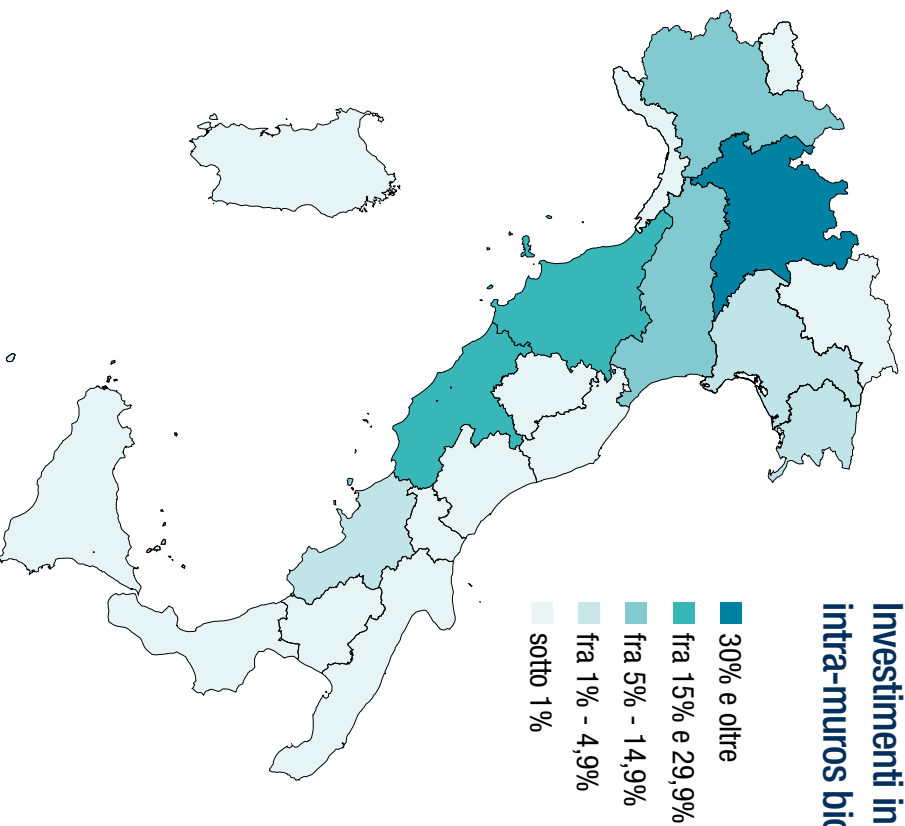 Investimenti in
intra-muros
30% e oltre
fra 15% e 29,9%
fra 5% - 14,9%
fra 1% - 4,9%
sotto 1%